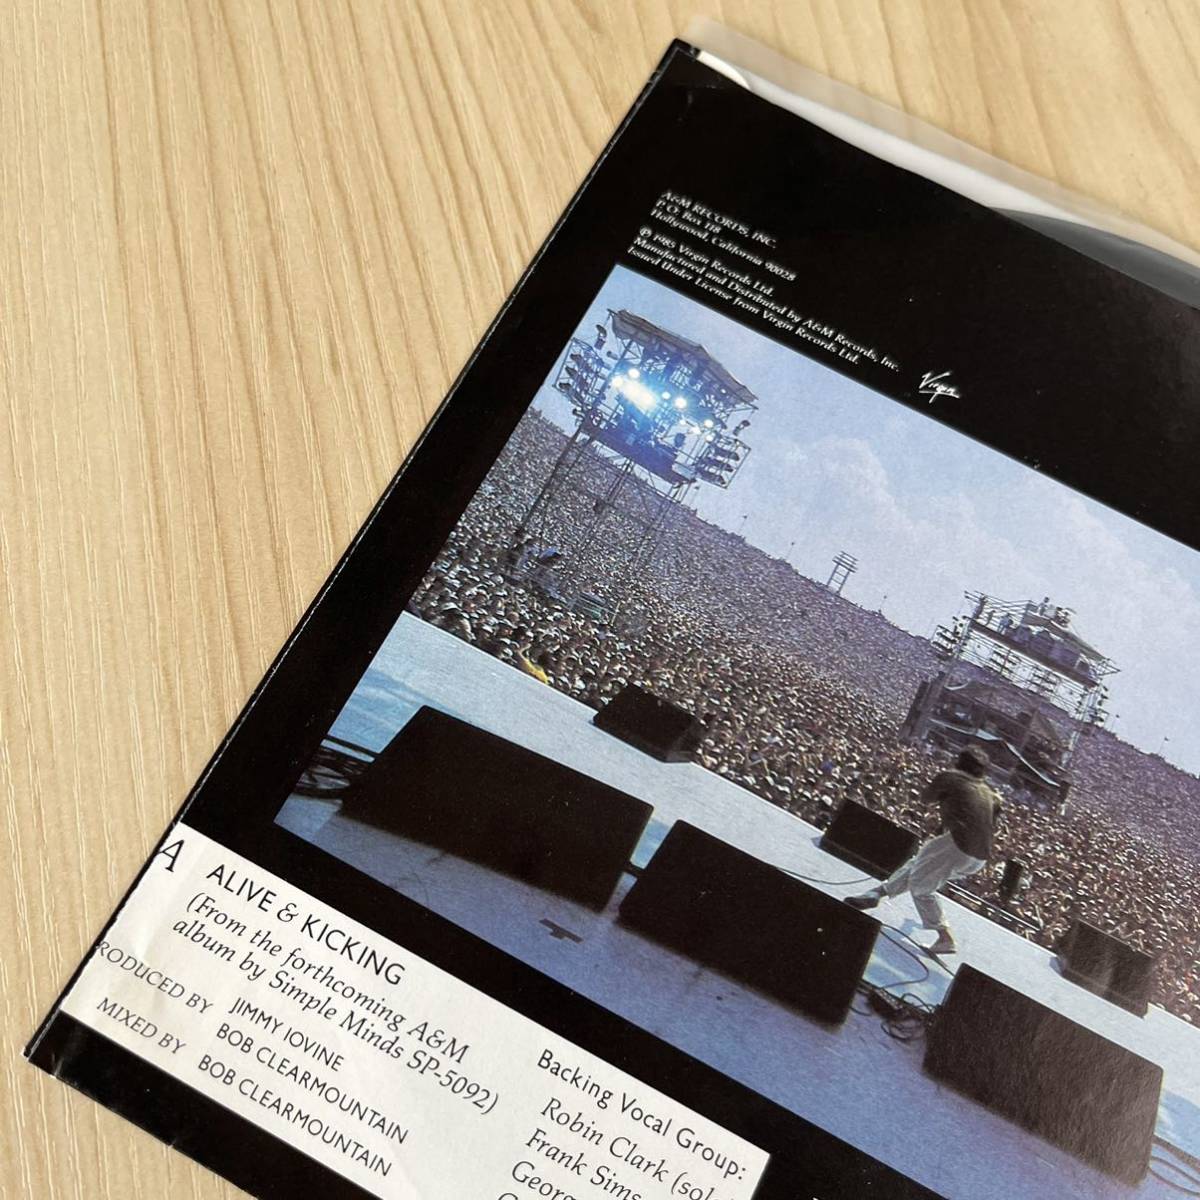 A&M RECORDS, INC.
P. O. Box 118
Hollywood, California 90028
℗ 1985 Virgin Records Ltd.
Manufactured and Distributed by A&M Records, Inc.
Issued Under License from Virgin Records Ltd.
Virgin
A ALIVE & KICKING
(From the forthcoming A&M
album by Simple Minds SP-5092)
RODUCED BY JIMMY IOVINE
BOB CLEARMOUNTAIN
MIXED BY BOB CLEARMOUNTAIN
Backing Vocal Group:
Robin Clark (solo
Frank Sims
Georg